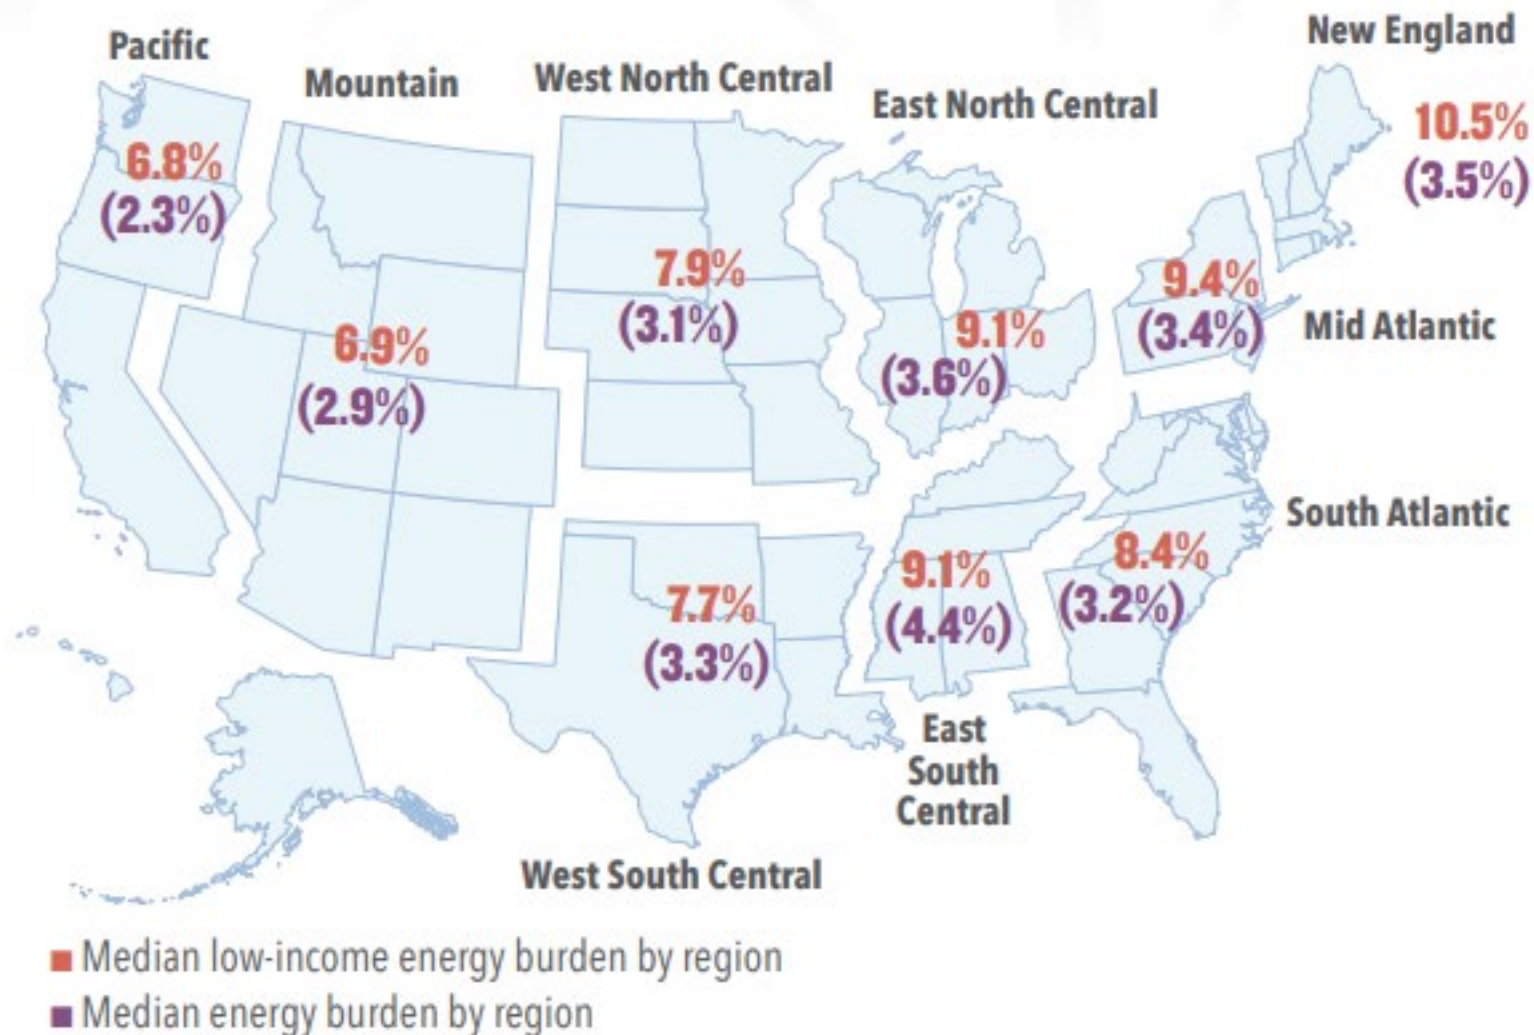 Pacific
6.8%
(2.3%)
Mountain
6.9%
(2.9%)
West North Central
7.9%
(3.1%)
East North Central
9.1%
(3.6%)
New England
10.5%
(3.5%)
9.4%
(3.4%)
Mid Atlantic
South Atlantic
8.4%
(3.2%)
9.1%
(4.4%)
East
South
Central
7.7%
(3.3%)
West South Central
Median low-income energy burden by region
Median energy burden by region